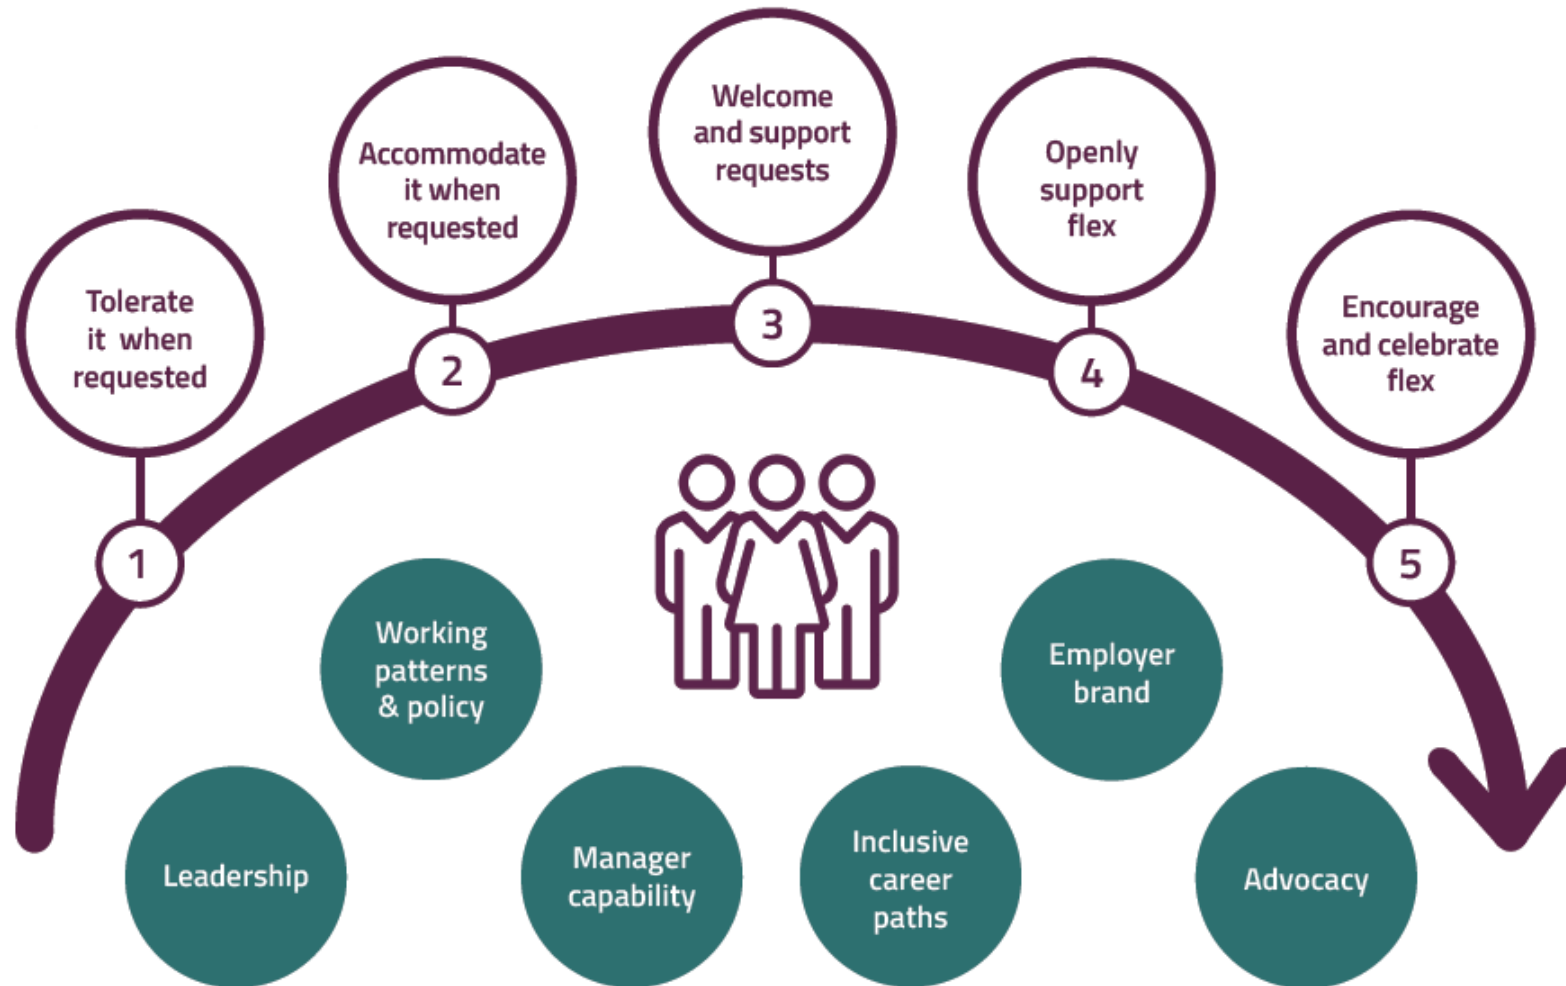 Tolerate
it when
requested
1
Accommodate
it when
requested
2
Welcome
and support
requests
3
Openly
support
flex
4
Encourage
and celebrate
flex
5
Leadership
Working
patterns
& policy
Manager
capability
Inclusive
career
paths
Employer
brand
Advocacy